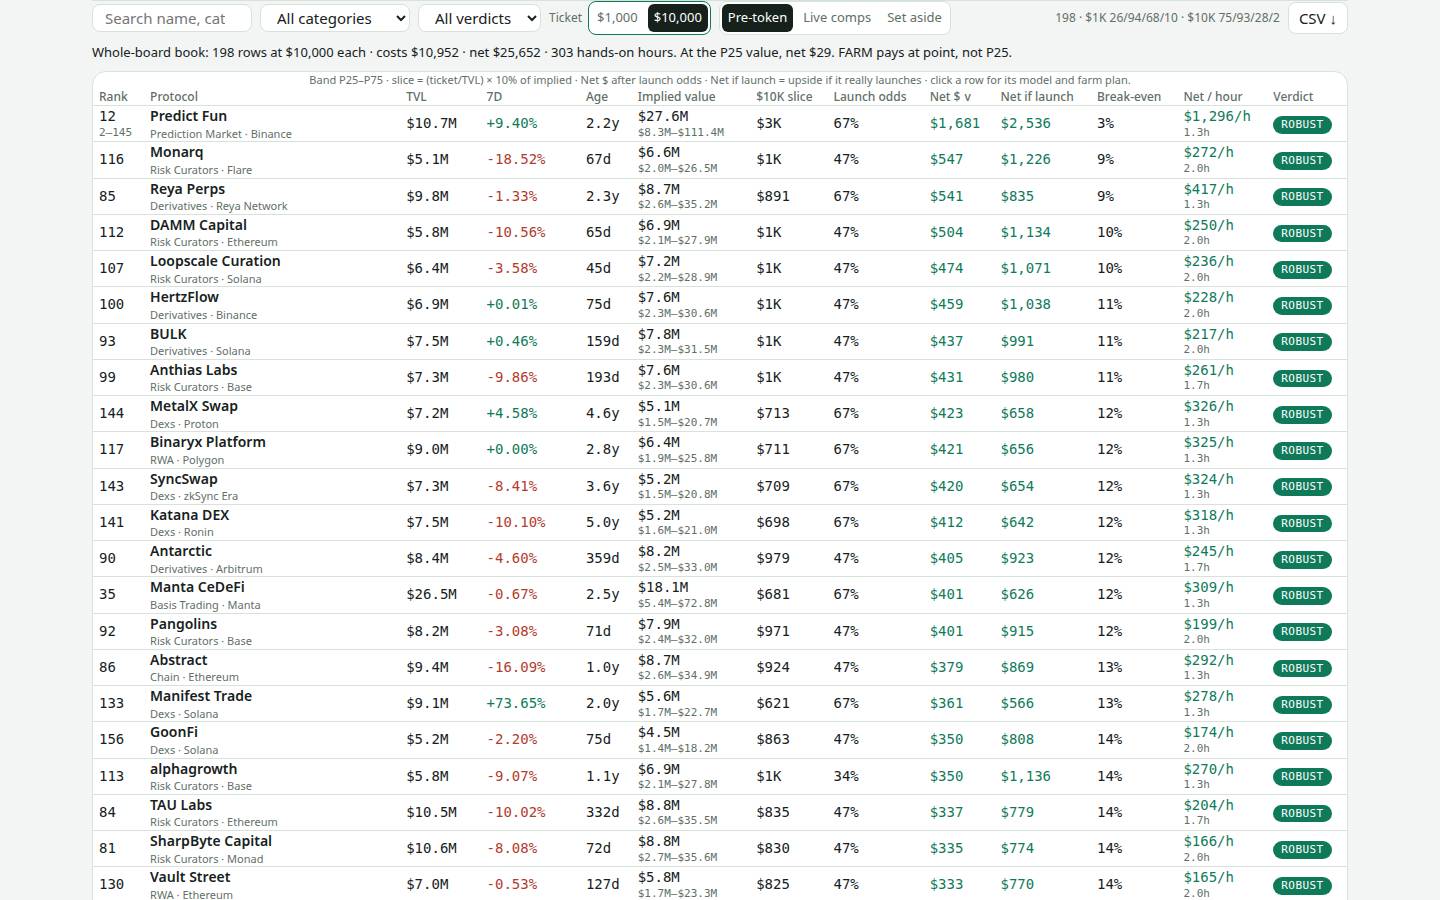 Search name, cat All categories All verdicts Ticket $1,000 $10,000 Pre-token Live comps Set aside 198 · $1K 26/94/68/10 · $10K 75/93/28/2 CSV ↓
Whole-board book: 198 rows at $10,000 each · costs $10,952 · net $25,652 · 303 hands-on hours. At the P25 value, net $29. FARM pays at point, not P25.
Band P25–P75 · slice = (ticket/TVL) × 10% of implied · Net $ after launch odds · Net if launch = upside if it really launches · click a row for its model and farm plan.
Rank Protocol TVL 7D Age Implied value $10K slice Launch odds Net $ v Net if launch Break-even Net / hour Verdict
12 Predict Fun $10.7M +9.40% 2.2y $27.6M $3K 67% $1,681 $2,536 3% $1,296/h ROBUST
2–145 Prediction Market · Binance $8.3M–$111.4M 1.3h
116 Monarq $5.1M -18.52% 67d $6.6M $1K 47% $547 $1,226 9% $272/h ROBUST
Risk Curators · Flare $2.0M–$26.5M 2.0h
85 Reya Perps $9.8M -1.33% 2.3y $8.7M $891 67% $541 $835 9% $417/h ROBUST
Derivatives · Reya Network $2.6M–$35.2M 1.3h
112 DAMM Capital $5.8M -10.56% 65d $6.9M $1K 47% $504 $1,134 10% $250/h ROBUST
Risk Curators · Ethereum $2.1M–$27.9M 2.0h
107 Loopscale Curation $6.4M -3.58% 45d $7.2M $1K 47% $474 $1,071 10% $236/h ROBUST
Risk Curators · Solana $2.2M–$28.9M 2.0h
100 HertzFlow $6.9M +0.01% 75d $7.6M $1K 47% $459 $1,038 11% $228/h ROBUST
Derivatives · Binance $2.3M–$30.6M 2.0h
93 BULK $7.5M +0.46% 159d $7.8M $1K 47% $437 $991 11% $217/h ROBUST
Derivatives · Solana $2.3M–$31.5M 2.0h
99 Anthias Labs $7.3M -9.86% 193d $7.6M $1K 47% $431 $980 11% $261/h ROBUST
Risk Curators · Base $2.3M–$30.6M 1.7h
144 MetalX Swap $7.2M +4.58% 4.6y $5.1M $713 67% $423 $658 12% $326/h ROBUST
Dexs · Proton $1.5M–$20.7M 1.3h
117 Binaryx Platform $9.0M +0.00% 2.8y $6.4M $711 67% $421 $656 12% $325/h ROBUST
RWA · Polygon $1.9M–$25.8M 1.3h
143 SyncSwap $7.3M -8.41% 3.6y $5.2M $709 67% $420 $654 12% $324/h ROBUST
Dexs · zkSync Era $1.5M–$20.8M 1.3h
141 Katana DEX $7.5M -10.10% 5.0y $5.2M $698 67% $412 $642 12% $318/h ROBUST
Dexs · Ronin $1.6M–$21.0M 1.3h
90 Antarctic $8.4M -4.60% 359d $8.2M $979 47% $405 $923 12% $245/h ROBUST
Derivatives · Arbitrum $2.5M–$33.0M 1.7h
35 Manta CeDeFi $26.5M -0.67% 2.5y $18.1M $681 67% $401 $626 12% $309/h ROBUST
Basis Trading · Manta $5.4M–$72.8M 1.3h
92 Pangolins $8.2M -3.08% 71d $7.9M $971 47% $401 $915 12% $199/h ROBUST
Risk Curators · Base $2.4M–$32.0M 2.0h
86 Abstract $9.4M -16.09% 1.0y $8.7M $924 47% $379 $869 13% $292/h ROBUST
Chain · Ethereum $2.6M–$34.9M 1.3h
133 Manifest Trade $9.1M +73.65% 2.0y $5.6M $621 67% $361 $566 13% $278/h ROBUST
Dexs · Solana $1.7M–$22.7M 1.3h
156 GoonFi $5.2M -2.20% 75d $4.5M $863 47% $350 $808 14% $174/h ROBUST
Dexs · Solana $1.4M–$18.2M 2.0h
113 alphagrowth $5.8M -9.07% 1.1y $6.9M $1K 34% $350 $1,136 14% $270/h ROBUST
Risk Curators · Base $2.1M–$27.8M 1.3h
84 TAU Labs $10.5M -10.02% 332d $8.8M $835 47% $337 $779 14% $204/h ROBUST
Risk Curators · Ethereum $2.6M–$35.5M 1.7h
81 SharpByte Capital $10.6M -8.08% 72d $8.8M $830 47% $335 $774 14% $166/h ROBUST
Risk Curators · Monad $2.7M–$35.6M 2.0h
130 Vault Street $7.0M -0.53% 127d $5.8M $825 47% $333 $770 14% $165/h ROBUST
RWA · Ethereum $1.7M–$23.3M 2.0h